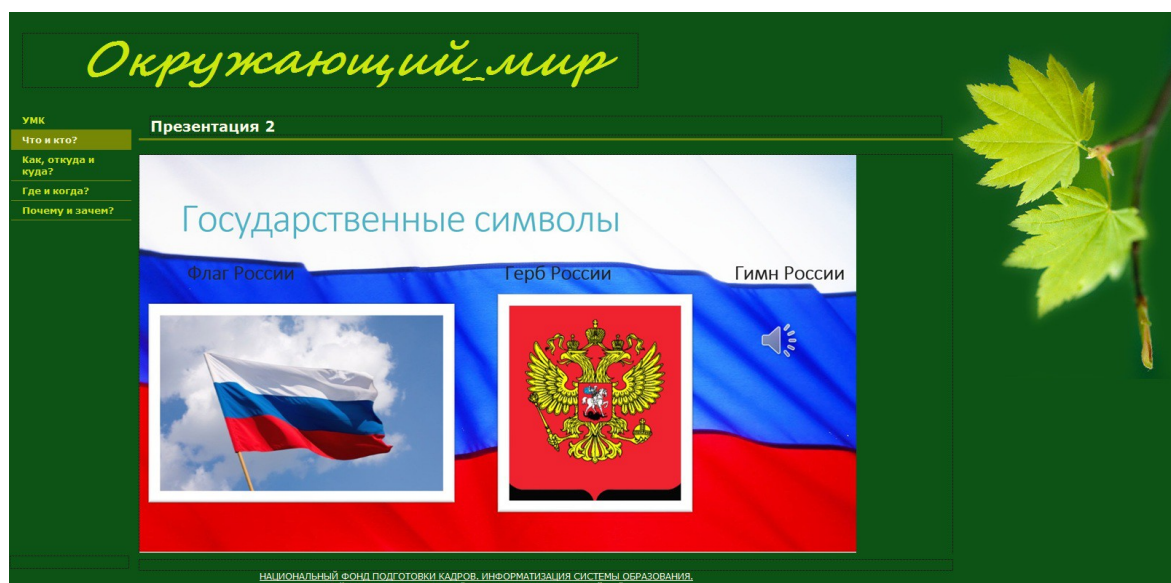 Окружающий_мир
УМК
Что и кто?
Как, откуда и
куда?
Где и когда?
Почему и зачем?
Презентация 2
Государственные символы
Флаг России
Герб России
Гимн России
НАЦИОНАЛЬНЫЙ ФОНД ПОДГОТОВКИ КАДРОВ. ИНФОРМАТИЗАЦИЯ СИСТЕМЫ ОБРАЗОВАНИЯ.